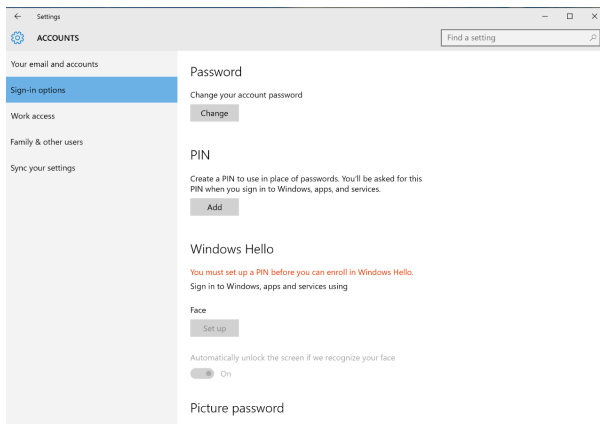 Settings
ACCOUNTS
Find a setting
Your email and accounts
Sign-in options
Work access
Family & other users
Sync your settings
Password
Change your account password
Change
PIN
Create a PIN to use in place of passwords. You'll be asked for this
PIN when you sign in to Windows, apps, and services.
Add
Windows Hello
You must set up a PIN before you can enroll in Windows Hello.
Sign in to Windows, apps and services using
Face
Set up
Automatically unlock the screen if we recognize your face
On
Picture password